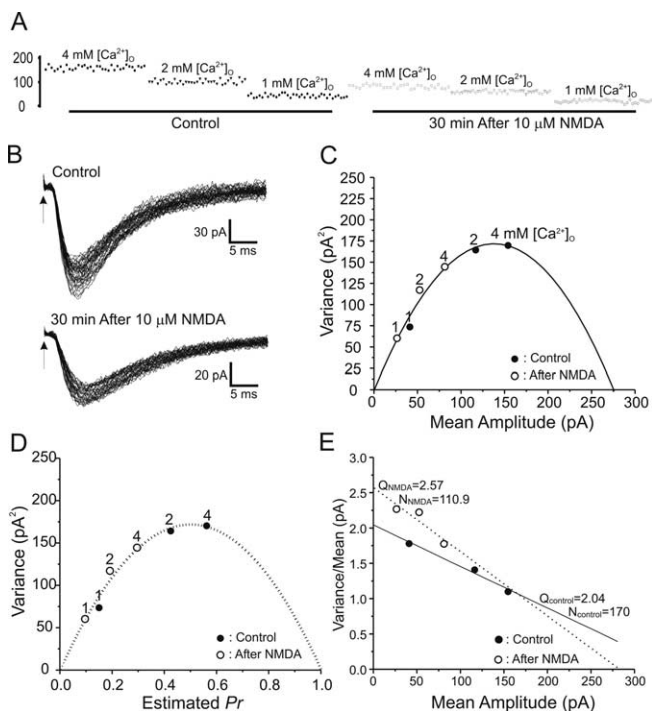 A
200
100
0
4 mM [Ca²⁺]O
2 mM [Ca²⁺]O
1 mM [Ca²⁺]O
4 mM [Ca²⁺]O
2 mM [Ca²⁺]O
1 mM [Ca²⁺]O
Control
30 min After 10 µM NMDA
B
Control
30 pA
5 ms
30 min After 10 µM NMDA
20 pA
5 ms
C
Variance (pA²)
250
225
200
175
150
125
100
75
50
25
0
1
1
2
4
2
4 mM [Ca²⁺]O
● : Control
○ : After NMDA
0 50 100 150 200 250 300
Mean Amplitude (pA)
D
Variance (pA²)
250
200
150
100
50
0
1
1
2
4
2
4
● : Control
○ : After NMDA
0.0 0.2 0.4 0.6 0.8 1.0
Estimated Pr
E
Variance/Mean (pA)
3.0
2.5
2.0
1.5
1.0
0.5
0.0
QNMDA=2.57
NNMDA=110.9
Qcontrol=2.04
Ncontrol=170
● : Control
○ : After NMDA
0 50 100 150 200 250 300
Mean Amplitude (pA)